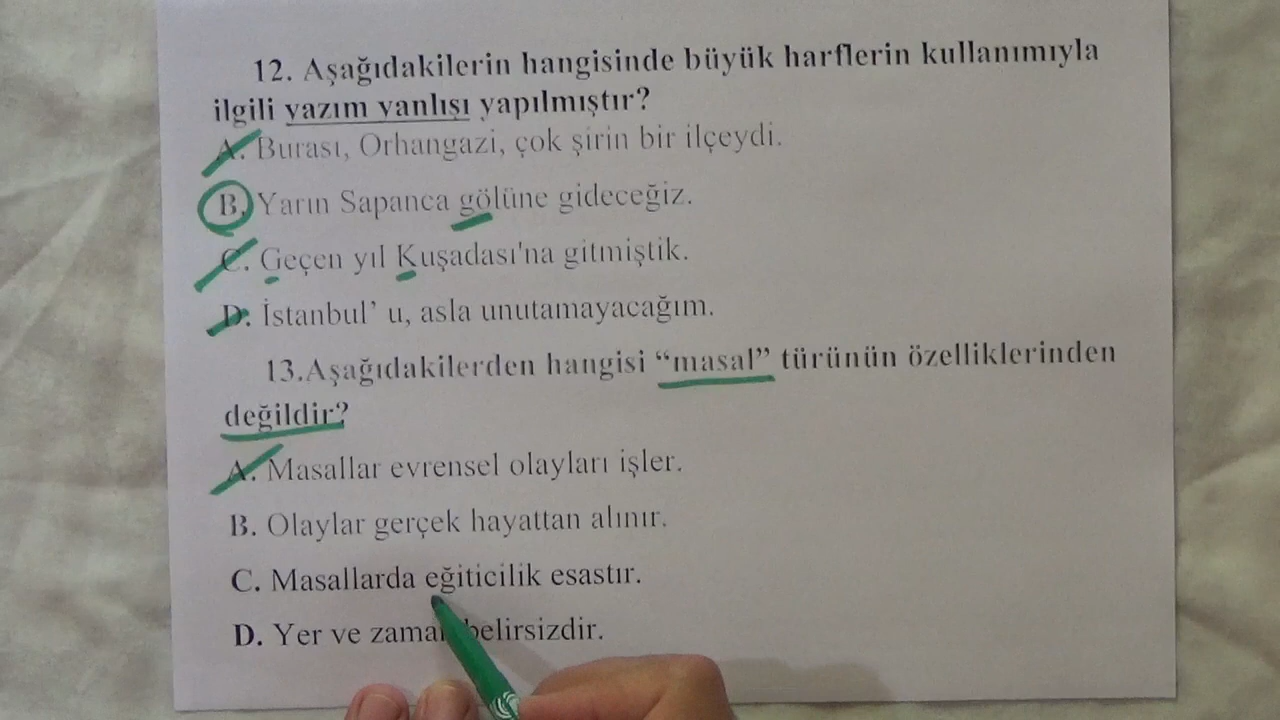 12. Aşağıdakilerin hangisinde büyük harflerin kullanımıyla
ilgili yazım yanlışı yapılmıştır?
A. Burası, Orhangazi, çok şirin bir ilçeydi.
B. Yarın Sapanca gölüne gideceğiz.
C. Geçen yıl Kuşadası'na gitmiştik.
D. İstanbul' u, asla unutamayacağım.
13.Aşağıdakilerden hangisi “masal” türünün özelliklerinden
değildir?
A. Masallar evrensel olayları işler.
B. Olaylar gerçek hayattan alınır.
C. Masallarda eğiticilik esastır.
D. Yer ve zaman belirsizdir.